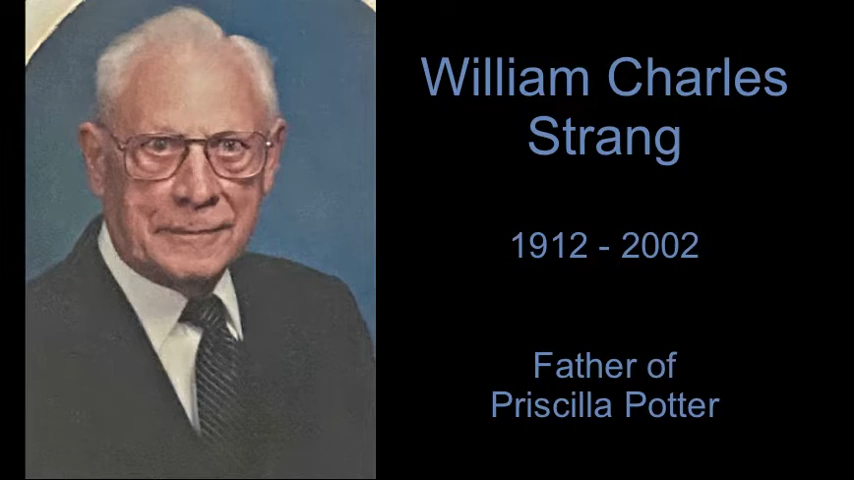 William Charles
Strang
1912 - 2002
Father of
Priscilla Potter